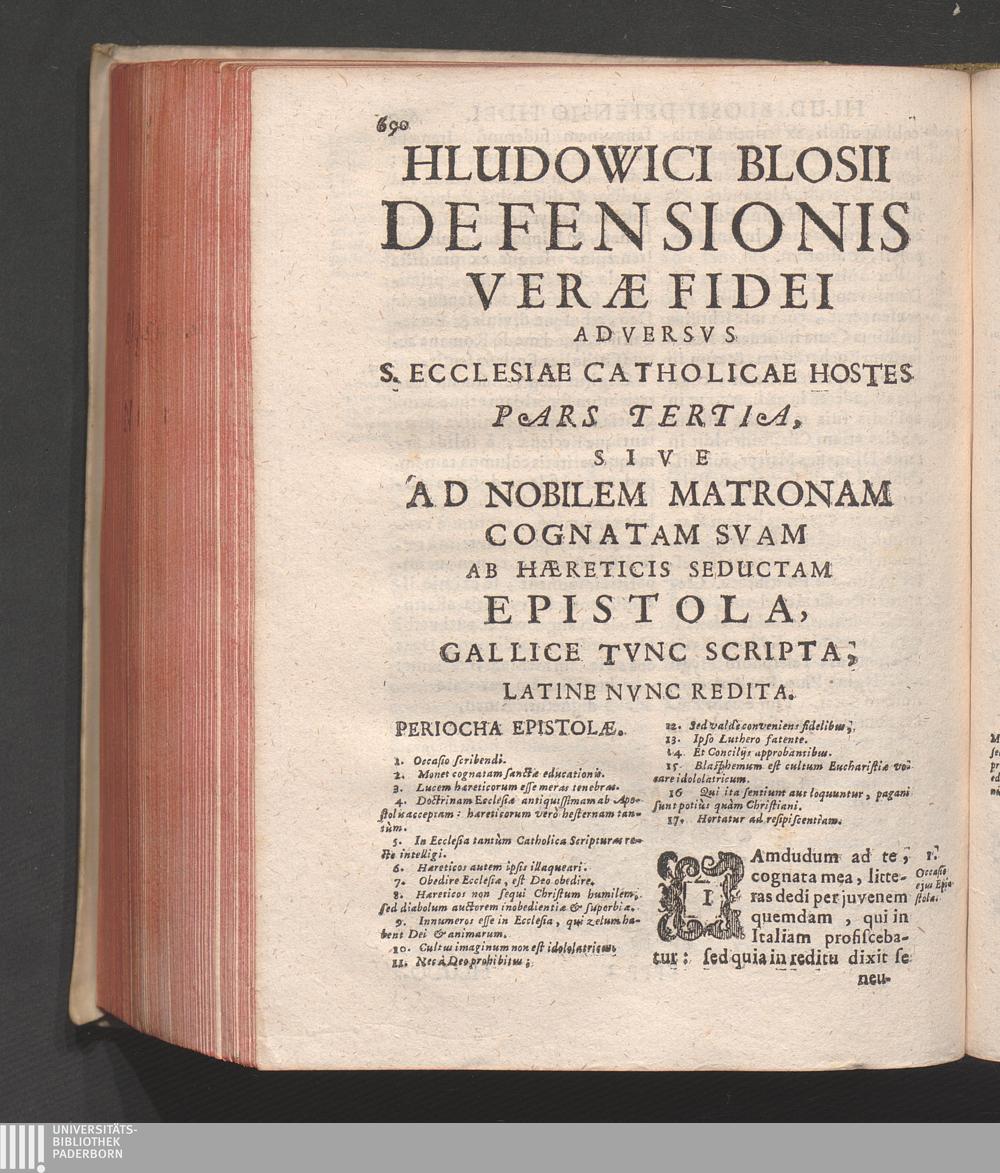 690
HLUDOWICI BLOSII
DEFENSIONIS
VERÆ FIDEI
ADVERSVS
S. ECCLESIAE CATHOLICAE HOSTES
PARS TERTIA,
SIVE
AD NOBILEM MATRONAM
COGNATAM SVAM
AB HÆRETICIS SEDUCTAM
EPISTOLA,
GALLICE TVNC SCRIPTA;
LATINE NVNC REDITA.
PERIOCHA EPISTOLÆ.
1. Occasio scribendi.
2. Monet cognatam sanctæ educationis.
3. Lucem hæreticorum esse meras tenebras.
4. Doctrinam Ecclesiæ antiquissimam ab Apo-
stolis acceptam: hæreticorum verò hesternam tan-
tùm.
5. In Ecclesia tantùm Catholica Scripturas re-
ctè intelligi.
6. Hæreticos autem ipsis illaqueari.
7. Obedire Ecclesiæ, est Deo obedire.
8. Hæreticos non sequi Christum humilem,
sed diabolum auctorem inobedientiæ & superbiæ.
9. Innumeros esse in Ecclesia, qui zelum ha-
bent Dei & animarum.
10. Cultus imaginum non est idololatricus,
11. Nec à Deo prohibitus;
12. Sed valdè conveniens fidelibus,
13. Ipso Luthero fatente.
14. Et Concilijs approbantibus.
15. Blasphemum est cultum Eucharistiæ vo-
care idololatricum.
16 Qui ita sentiunt aut loquuntur, pagani
sunt potiùs quàm Christiani.
17. Hortatur ad resipiscentiam.
IAmdudum ad te,
cognata mea, litte-
ras dedi per juvenem
quemdam, qui in
Italiam profisceba-
tur: sed quia in reditu dixit se
neu-
1.
Occasio
ejus Epi-
stolæ.
UNIVERSITÄTS-
BIBLIOTHEK
PADERBORN